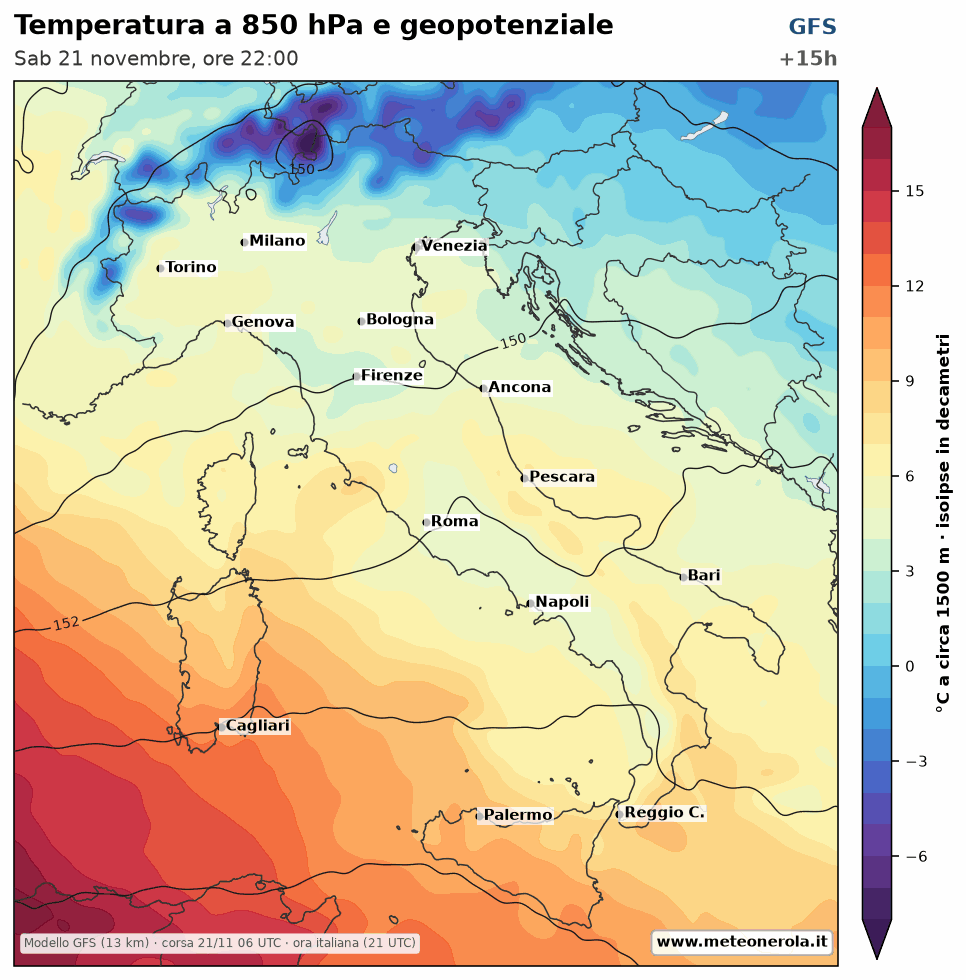 Temperatura a 850 hPa e geopotenziale
GFS
Sab 21 novembre, ore 22:00
+15h
150
Milano
Venezia
Torino
Genova
Bologna
150
Firenze
Ancona
Pescara
Roma
Bari
Napoli
152
Cagliari
Palermo
Reggio C.
Modello GFS (13 km) · corsa 21/11 06 UTC · ora italiana (21 UTC)
www.meteonerola.it
15
12
9
6
3
0
−3
−6
°C a circa 1500 m · isoipse in decametri